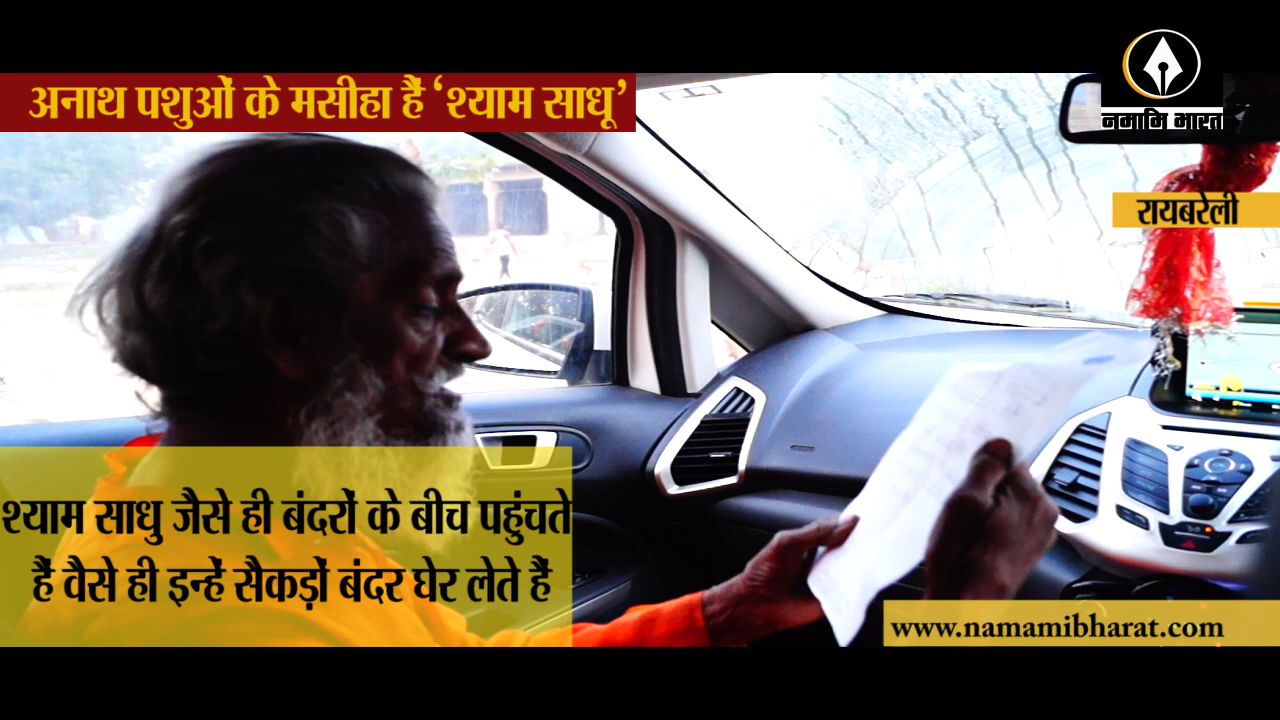 अनाथ पशुओं के मसीहा हैं ‘श्याम साधू’
नमामि भारत
रायबरेली
श्याम साधु जैसे ही बंदरों के बीच पहुंचते
हैं वैसे ही इन्हें सैकड़ों बंदर घेर लेते हैं
www.namamibharat.com